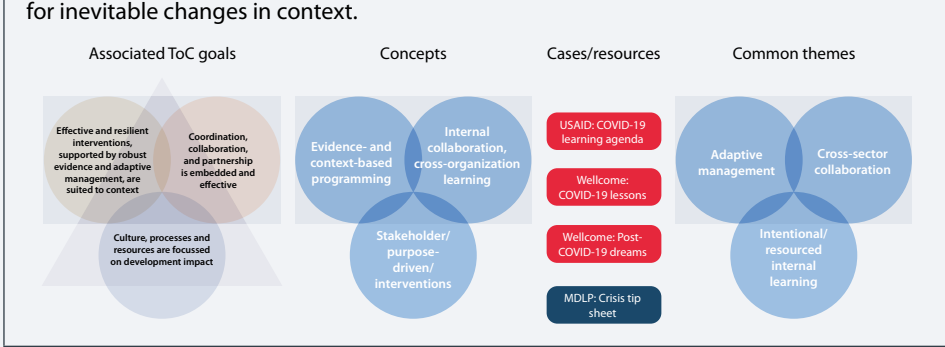 for inevitable changes in context.
Associated ToC goals
Concepts
Cases/resources
Common themes
Effective and resilient
interventions,
supported by robust
evidence and adaptive
management, are
suited to context
Coordination,
collaboration,
and partnership
is embedded and
effective
Culture, processes and
resources are focussed
on development impact
Evidence- and
context-based
programming
Internal
collaboration,
cross-organization
learning
Stakeholder/
purpose-
driven/
interventions
USAID: COVID-19
learning agenda
Wellcome:
COVID-19 lessons
Wellcome: Post-
COVID-19 dreams
MDLP: Crisis tip
sheet
Adaptive
management
Cross-sector
collaboration
Intentional/
resourced
internal
learning